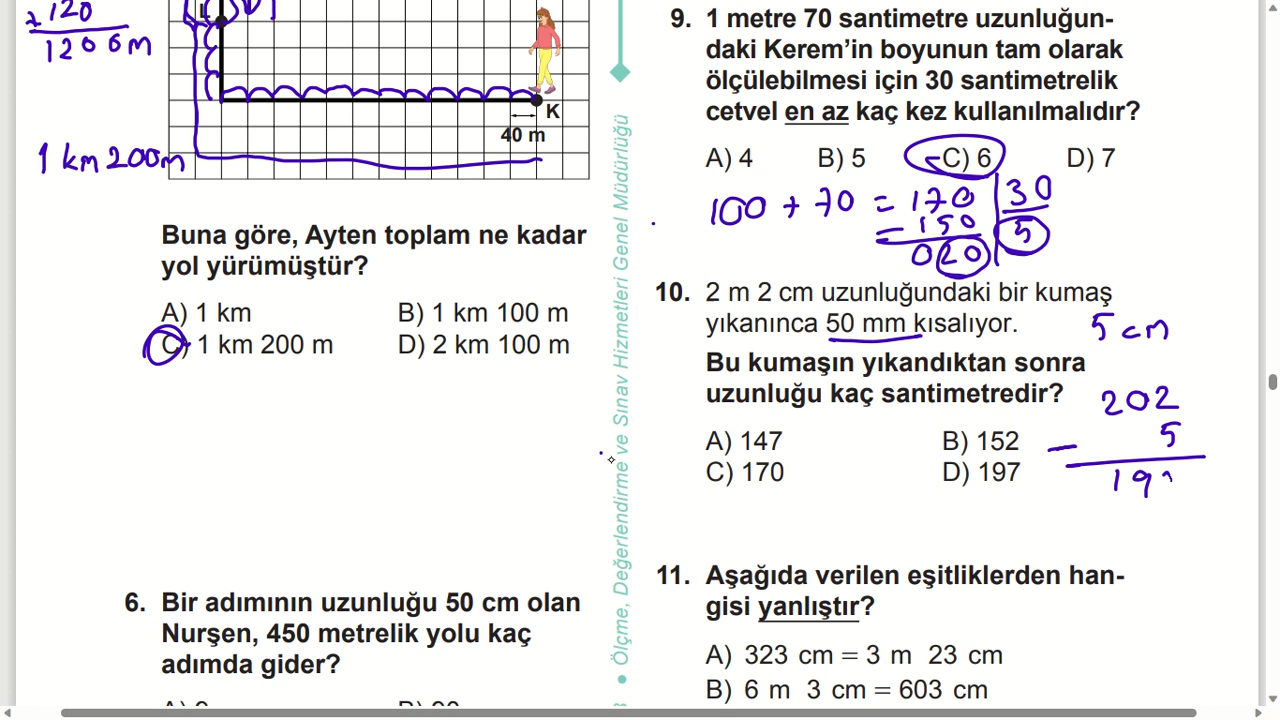 120
1200m
L
K
40 m
1 km 200m
Buna göre, Ayten toplam ne kadar
yol yürümüştür?
A) 1 km
B) 1 km 100 m
C) 1 km 200 m
D) 2 km 100 m
6. Bir adımının uzunluğu 50 cm olan
Nurşen, 450 metrelik yolu kaç
adımda gider?
Ölçme, Değerlendirme ve Sınav Hizmetleri Genel Müdürlüğü
9. 1 metre 70 santimetre uzunluğun-
daki Kerem'in boyunun tam olarak
ölçülebilmesi için 30 santimetrelik
cetvel en az kaç kez kullanılmalıdır?
A) 4 B) 5 C) 6 D) 7
100 + 70 = 170 30
- 150 5
020
10. 2 m 2 cm uzunluğundaki bir kumaş
yıkanınca 50 mm kısalıyor.
5 cm
Bu kumaşın yıkandıktan sonra
uzunluğu kaç santimetredir?
202
- 5
19
A) 147 B) 152
C) 170 D) 197
11. Aşağıda verilen eşitliklerden han-
gisi yanlıştır?
A) 323 cm = 3 m 23 cm
B) 6 m 3 cm = 603 cm